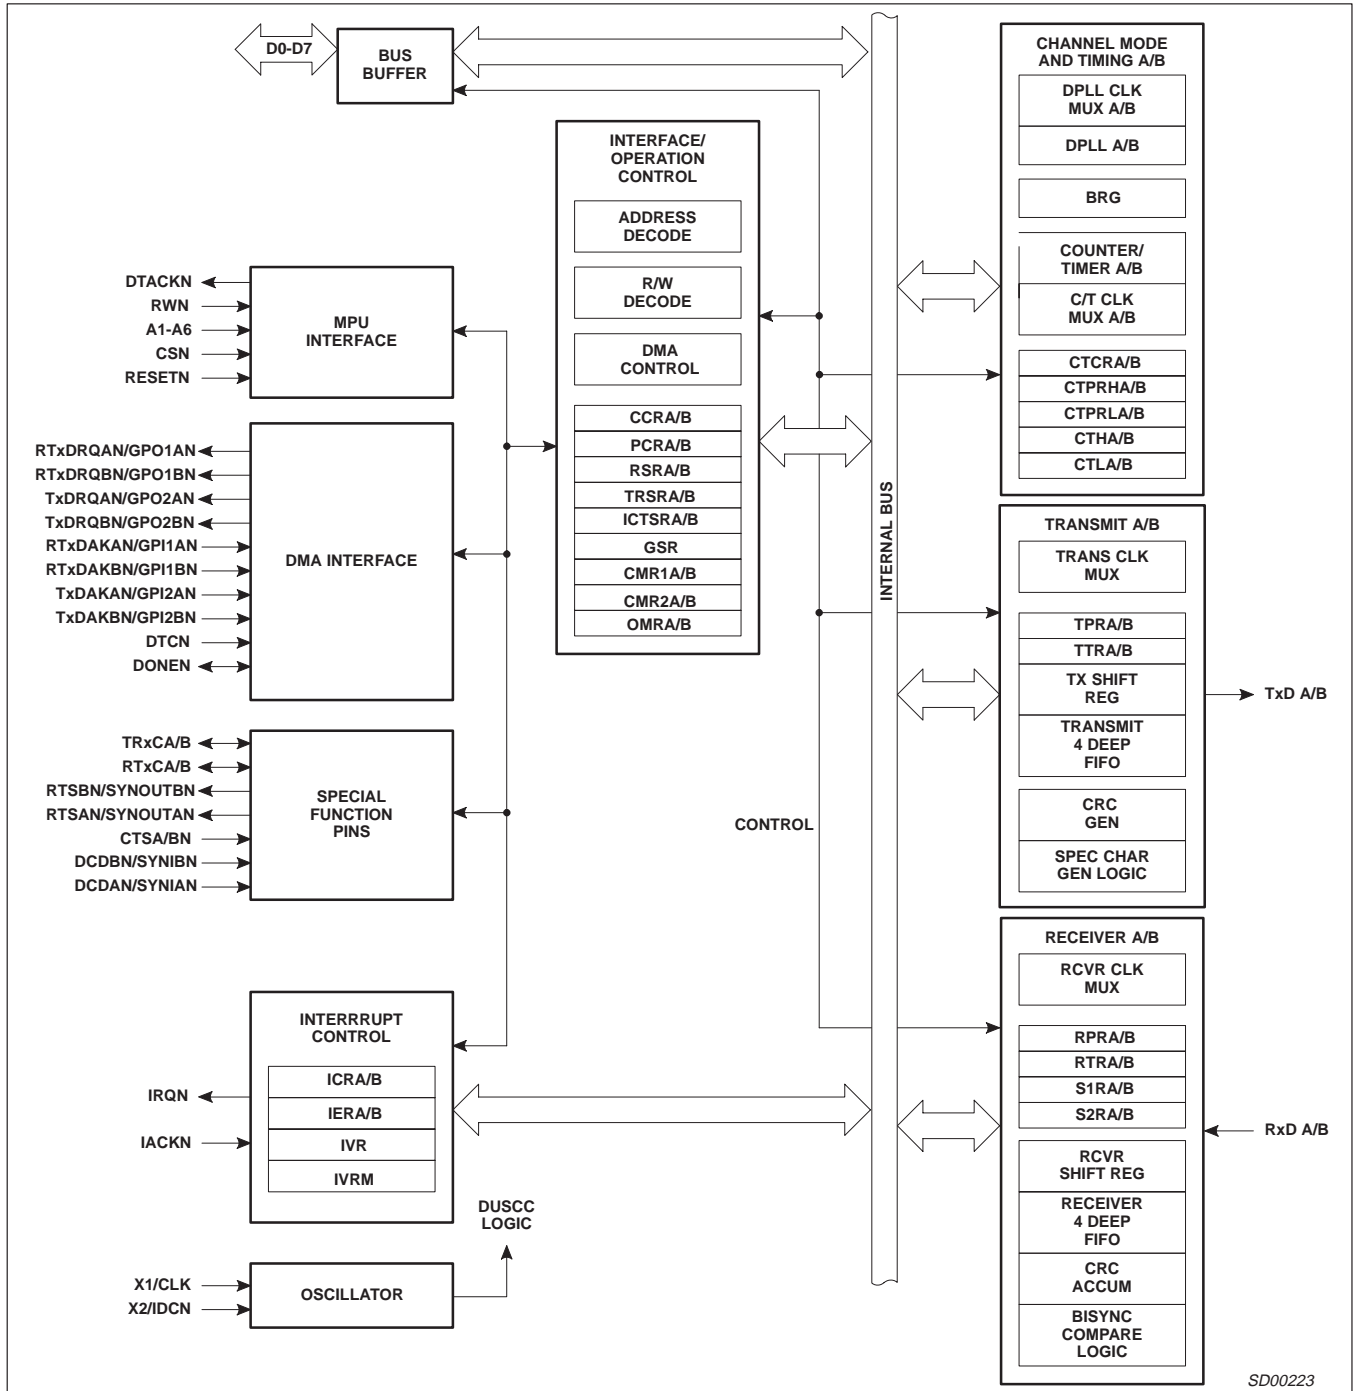 D0-D7
BUS
BUFFER
INTERFACE/
OPERATION
CONTROL
ADDRESS
DECODE
R/W
DECODE
DMA
CONTROL
CCRA/B
PCRA/B
RSRA/B
TRSRA/B
ICTSRA/B
GSR
CMR1A/B
CMR2A/B
OMRA/B
DTACKN
RWN
A1-A6
CSN
RESETN
MPU
INTERFACE
RTxDRQAN/GPO1AN
RTxDRQBN/GPO1BN
TxDRQAN/GPO2AN
TxDRQBN/GPO2BN
RTxDAKAN/GPI1AN
RTxDAKBN/GPI1BN
TxDAKAN/GPI2AN
TxDAKBN/GPI2BN
DTCN
DONEN
DMA INTERFACE
TRxCA/B
RTxCA/B
RTSBN/SYNOUTBN
RTSAN/SYNOUTAN
CTSA/BN
DCDBN/SYNIBN
DCDAN/SYNIAN
SPECIAL
FUNCTION
PINS
INTERRRUPT
CONTROL
ICRA/B
IERA/B
IVR
IVRM
IRQN
IACKN
DUSCC
LOGIC
X1/CLK
X2/IDCN
OSCILLATOR
CONTROL
INTERNAL BUS
CHANNEL MODE
AND TIMING A/B
DPLL CLK
MUX A/B
DPLL A/B
BRG
COUNTER/
TIMER A/B
C/T CLK
MUX A/B
CTCRA/B
CTPRHA/B
CTPRLA/B
CTHA/B
CTLA/B
TRANSMIT A/B
TRANS CLK
MUX
TPRA/B
TTRA/B
TX SHIFT
REG
TRANSMIT
4 DEEP
FIFO
CRC
GEN
SPEC CHAR
GEN LOGIC
TxD A/B
RECEIVER A/B
RCVR CLK
MUX
RPRA/B
RTRA/B
S1RA/B
S2RA/B
RCVR
SHIFT REG
RECEIVER
4 DEEP
FIFO
CRC
ACCUM
BISYNC
COMPARE
LOGIC
RxD A/B
SD00223